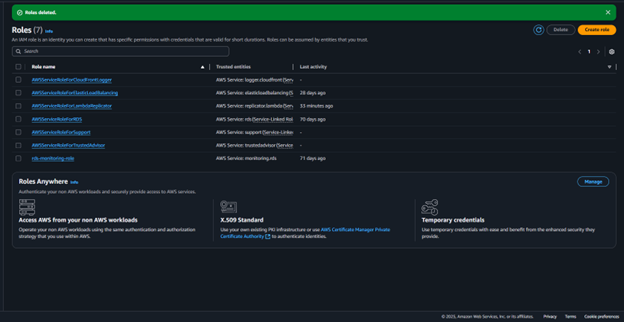 Roles deleted.
Roles (7) Info
Delete
Create role
An IAM role is an identity you can create that has specific permissions with credentials that are valid for short durations. Roles can be assumed by entities that you trust.
Search
1
Role name Trusted entities Last activity
AWSServiceRoleForCloudFrontLogger AWS Service: logger.cloudfront (Serv -
AWSServiceRoleForElasticLoadBalancing AWS Service: elasticloadbalancing (S 28 days ago
AWSServiceRoleForLambdaReplicator AWS Service: replicator.lambda (Serv 33 minutes ago
AWSServiceRoleForRDS AWS Service: rds (Service-Linked Rol 70 days ago
AWSServiceRoleForSupport AWS Service: support (Service-Linke -
AWSServiceRoleForTrustedAdvisor AWS Service: trustedadvisor (Service -
rds-monitoring-role AWS Service: monitoring.rds 71 days ago
Roles Anywhere Info
Manage
Authenticate your non AWS workloads and securely provide access to AWS services.
Access AWS from your non AWS workloads
Operate your non AWS workloads using the same authentication and authorization
strategy that you use within AWS.
X.509 Standard
Use your own existing PKI infrastructure or use AWS Certificate Manager Private
Certificate Authority to authenticate identities.
Temporary credentials
Use temporary credentials with ease and benefit from the enhanced security they
provide.
© 2023, Amazon Web Services, Inc. or its affiliates. Privacy Terms Cookie preferences